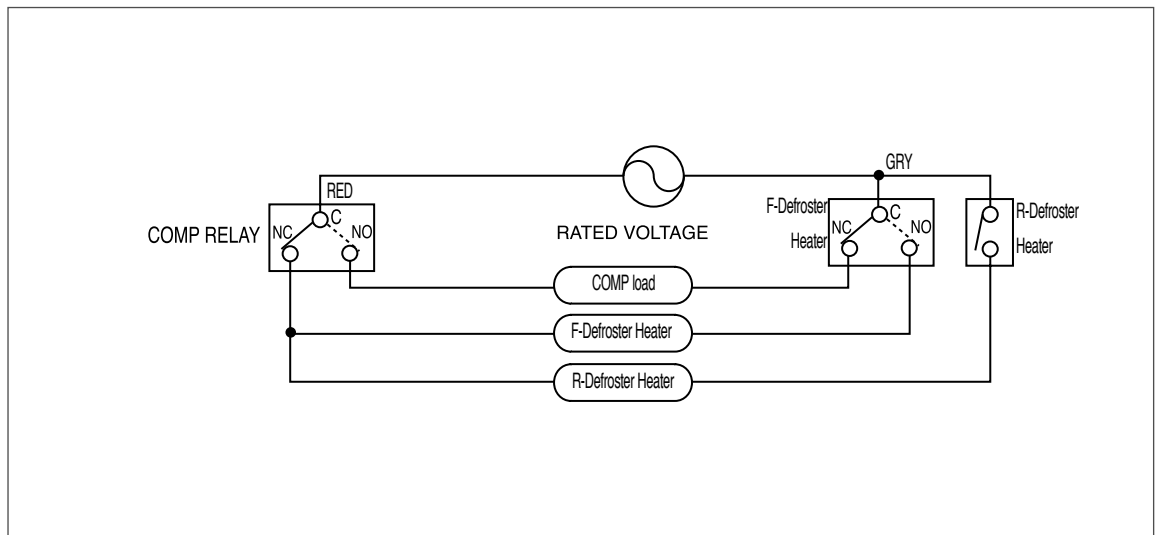 GRY
RED
F-Defroster
Heater
R-Defroster
Heater
COMP RELAY
C
NC
NO
RATED VOLTAGE
C
NC
NO
COMP load
F-Defroster Heater
R-Defroster Heater